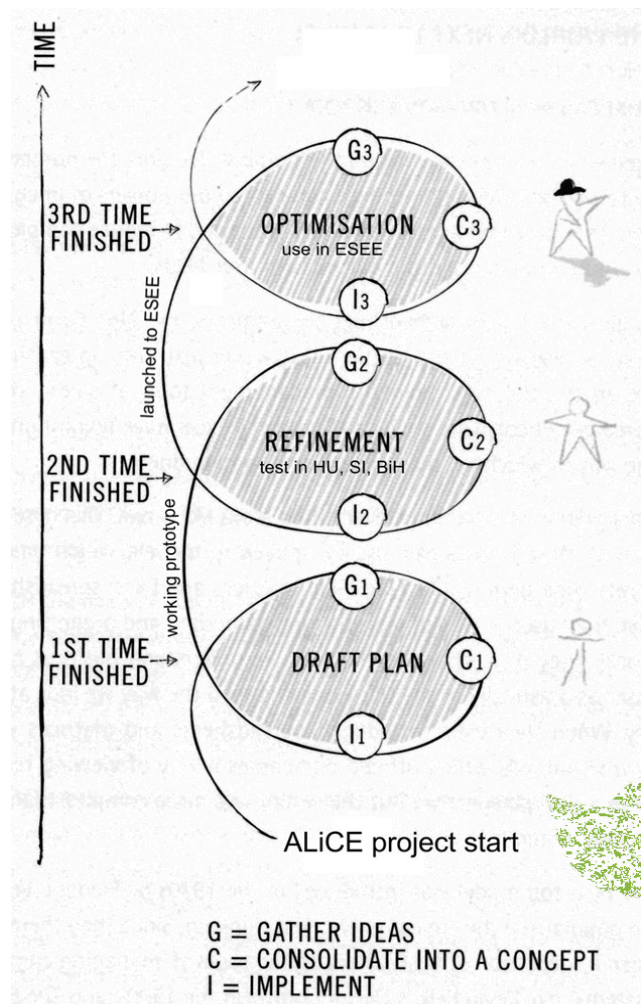 TIME
G3
3RD TIME
FINISHED
OPTIMISATION
use in ESEE
C3
I3
launched to ESEE
G2
REFINEMENT
test in HU, SI, BiH
C2
2ND TIME
FINISHED
I2
working prototype
G1
1ST TIME
FINISHED
DRAFT PLAN
C1
I1
ALiCE project start
G = GATHER IDEAS
C = CONSOLIDATE INTO A CONCEPT
I = IMPLEMENT